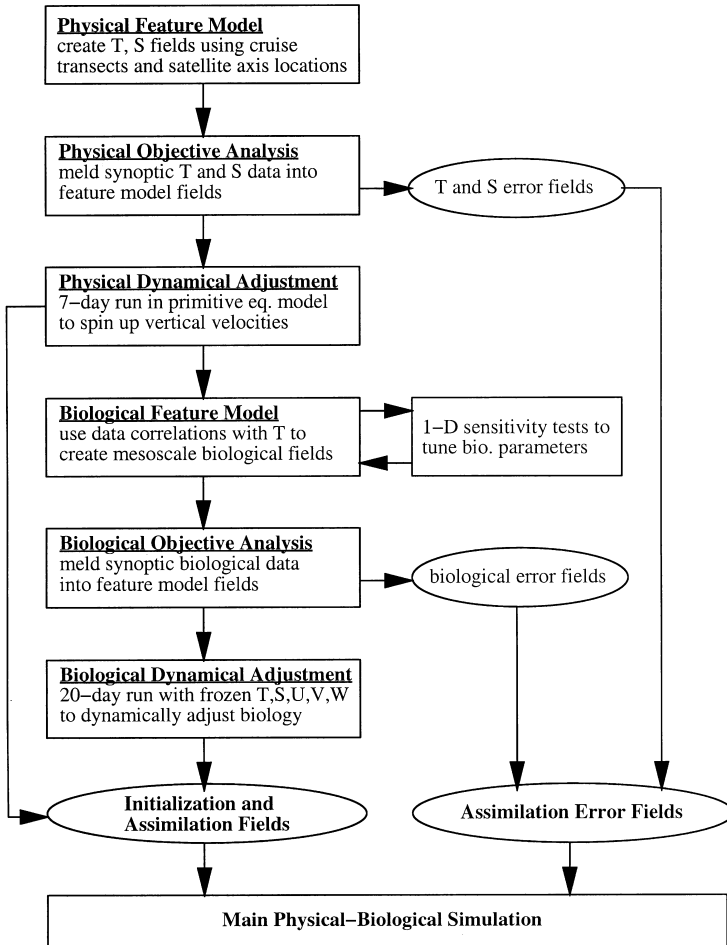 Physical Feature Model
create T, S fields using cruise
transects and satellite axis locations
Physical Objective Analysis
meld synoptic T and S data into
feature model fields
T and S error fields
Physical Dynamical Adjustment
7−day run in primitive eq. model
to spin up vertical velocities
Biological Feature Model
use data correlations with T to
create mesoscale biological fields
1−D sensitivity tests to
tune bio. parameters
Biological Objective Analysis
meld synoptic biological data
into feature model fields
biological error fields
Biological Dynamical Adjustment
20−day run with frozen T,S,U,V,W
to dynamically adjust biology
Initialization and
Assimilation Fields
Assimilation Error Fields
Main Physical−Biological Simulation